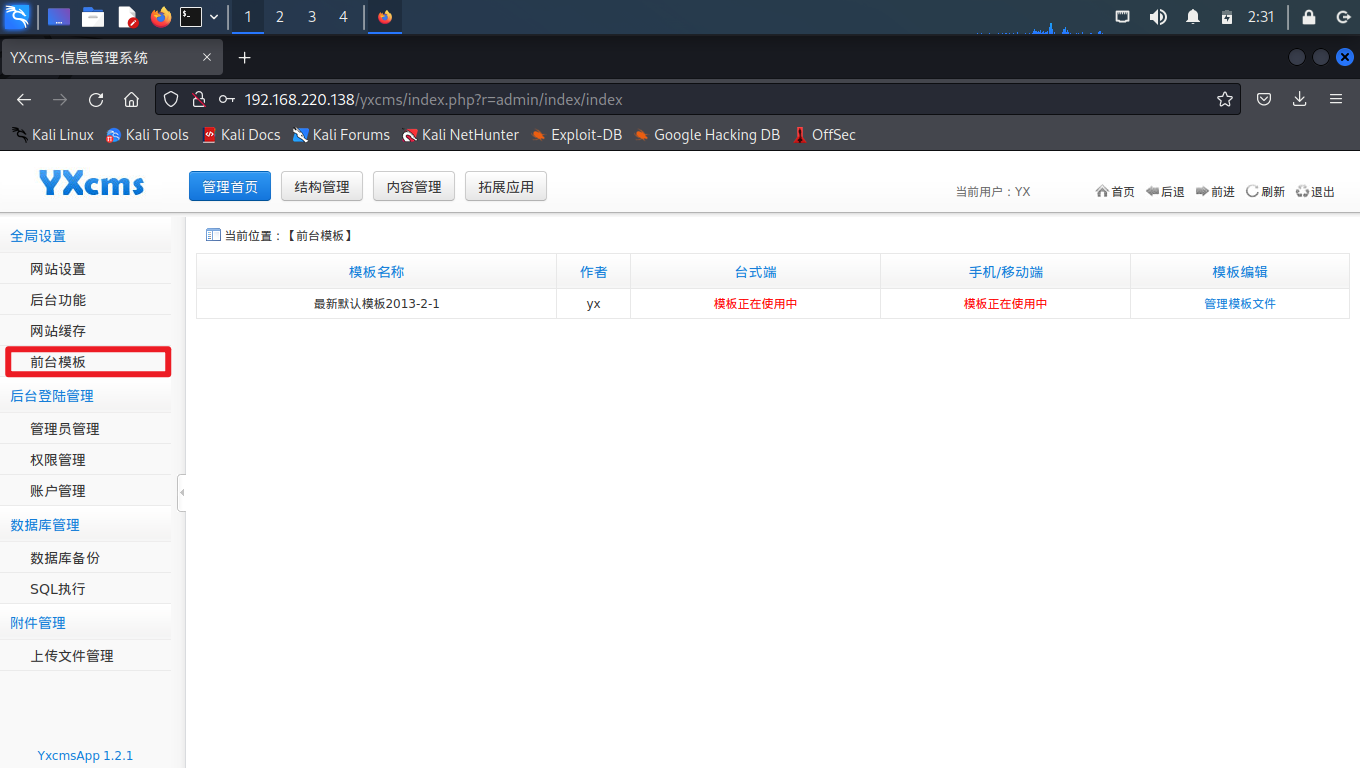 1 2 3 4 2:31
YXcms-信息管理系统
192.168.220.138/yxcms/index.php?r=admin/index/index
Kali Linux Kali Tools Kali Docs Kali Forums Kali NetHunter Exploit-DB Google Hacking DB OffSec
YXcms 管理首页 结构管理 内容管理 拓展应用 当前用户：YX 首页 后退 前进 刷新 退出
全局设置
网站设置
后台功能
网站缓存
前台模板
后台登陆管理
管理员管理
权限管理
账户管理
数据库管理
数据库备份
SQL执行
附件管理
上传文件管理
YxcmsApp 1.2.1
当前位置：【前台模板】
模板名称 作者 台式端 手机/移动端 模板编辑
最新默认模板2013-2-1 yx 模板正在使用中 模板正在使用中 管理模板文件